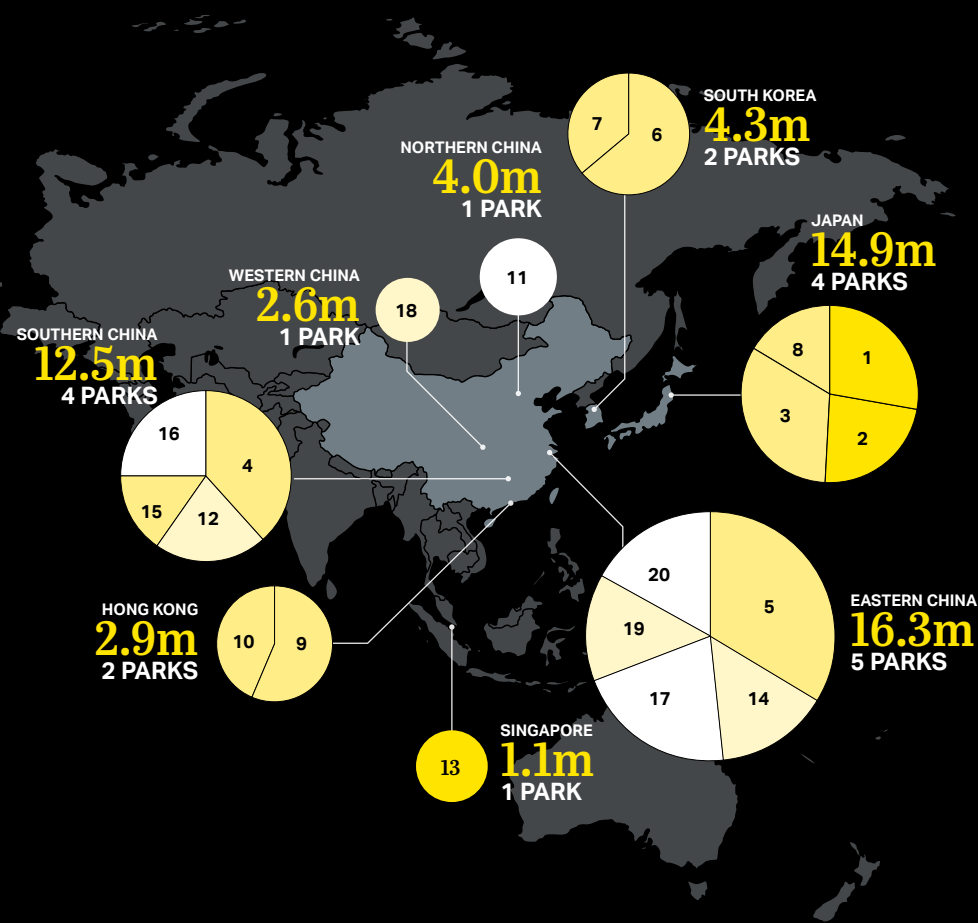 SOUTH KOREA
4.3m
2 PARKS
7
6
NORTHERN CHINA
4.0m
1 PARK
11
JAPAN
14.9m
4 PARKS
8
1
3
2
WESTERN CHINA
2.6m
1 PARK
18
SOUTHERN CHINA
12.5m
4 PARKS
16
4
15
12
HONG KONG
2.9m
2 PARKS
10
9
20
5
19
17
14
EASTERN CHINA
16.3m
5 PARKS
13
SINGAPORE
1.1m
1 PARK